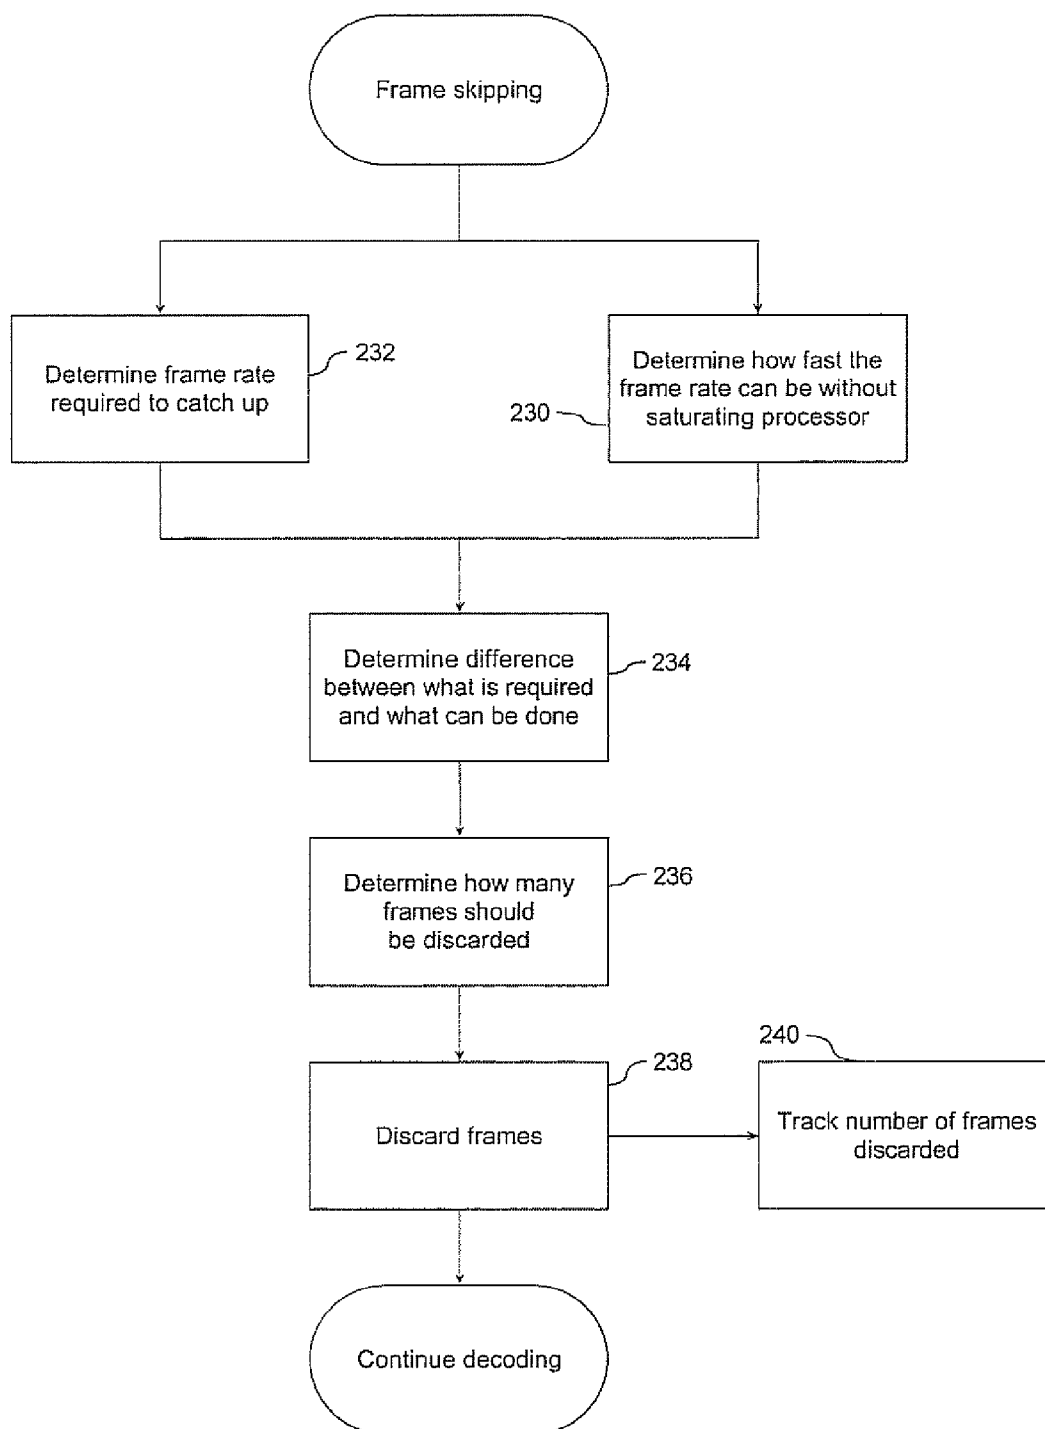 Frame skipping
Determine frame rate
required to catch up
232
Determine how fast the
frame rate can be without
saturating processor
230
Determine difference
between what is required
and what can be done
234
Determine how many
frames should
be discarded
236
Discard frames
238
240
Track number of frames
discarded
Continue decoding